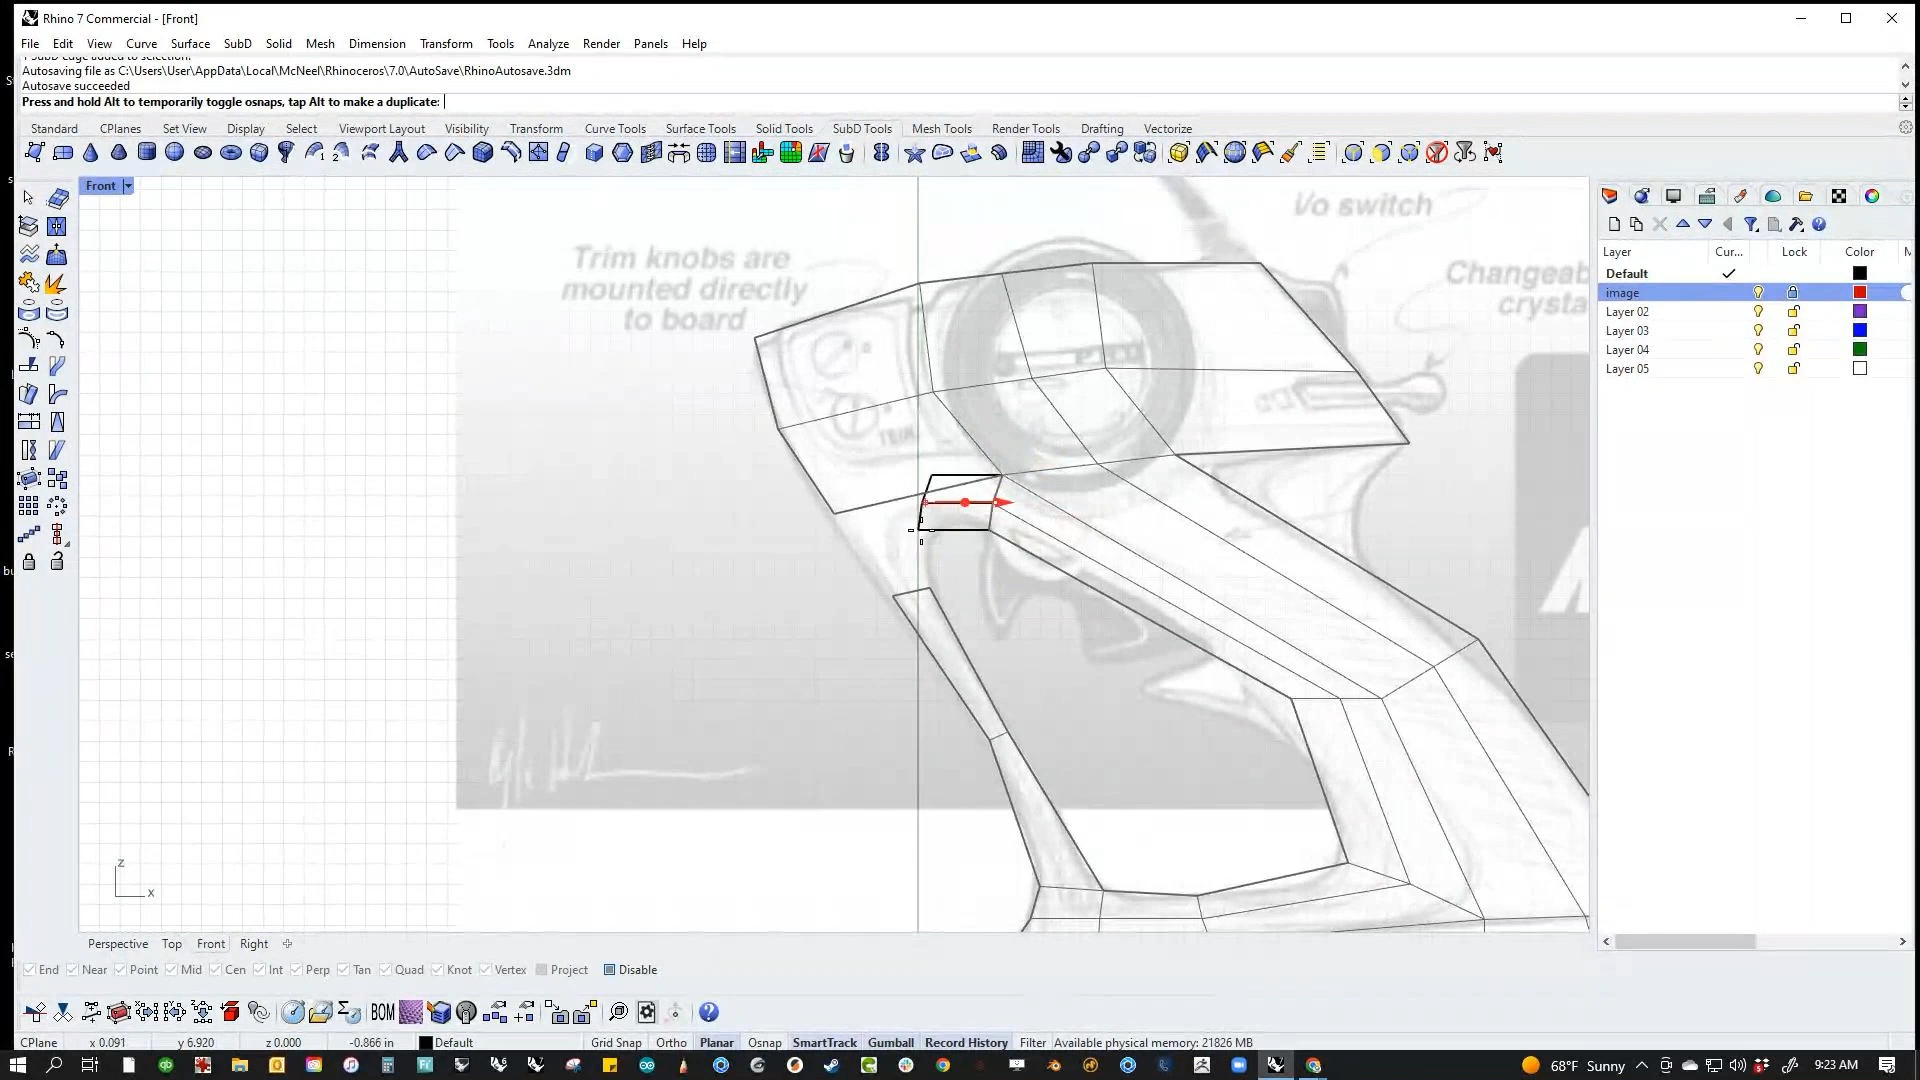 Rhino 7 Commercial - [Front]
File Edit View Curve Surface SubD Solid Mesh Dimension Transform Tools Analyze Render Panels Help
1 SubD edge added to selection.
Autosaving file as C:\Users\User\AppData\Local\McNeel\Rhinoceros\7.0\AutoSave\RhinoAutosave.3dm
Autosave succeeded
Press and hold Alt to temporarily toggle osnaps, tap Alt to make a duplicate:
Standard CPlanes Set View Display Select Viewport Layout Visibility Transform Curve Tools Surface Tools Solid Tools SubD Tools Mesh Tools Render Tools Drafting Vectorize
Front
I/o switch
Trim knobs are
mounted directly
to board
Changeab
crysta
TRIM
Layer Cur... Lock Color M
Default
image
Layer 02
Layer 03
Layer 04
Layer 05
z
x
Perspective Top Front Right
End Near Point Mid Cen Int Perp Tan Quad Knot Vertex Project Disable
BOM
CPlane x 0.091 y 6.920 z 0.000 -0.866 in Default Grid Snap Ortho Planar Osnap SmartTrack Gumball Record History Filter Available physical memory: 21826 MB
68°F Sunny 9:23 AM